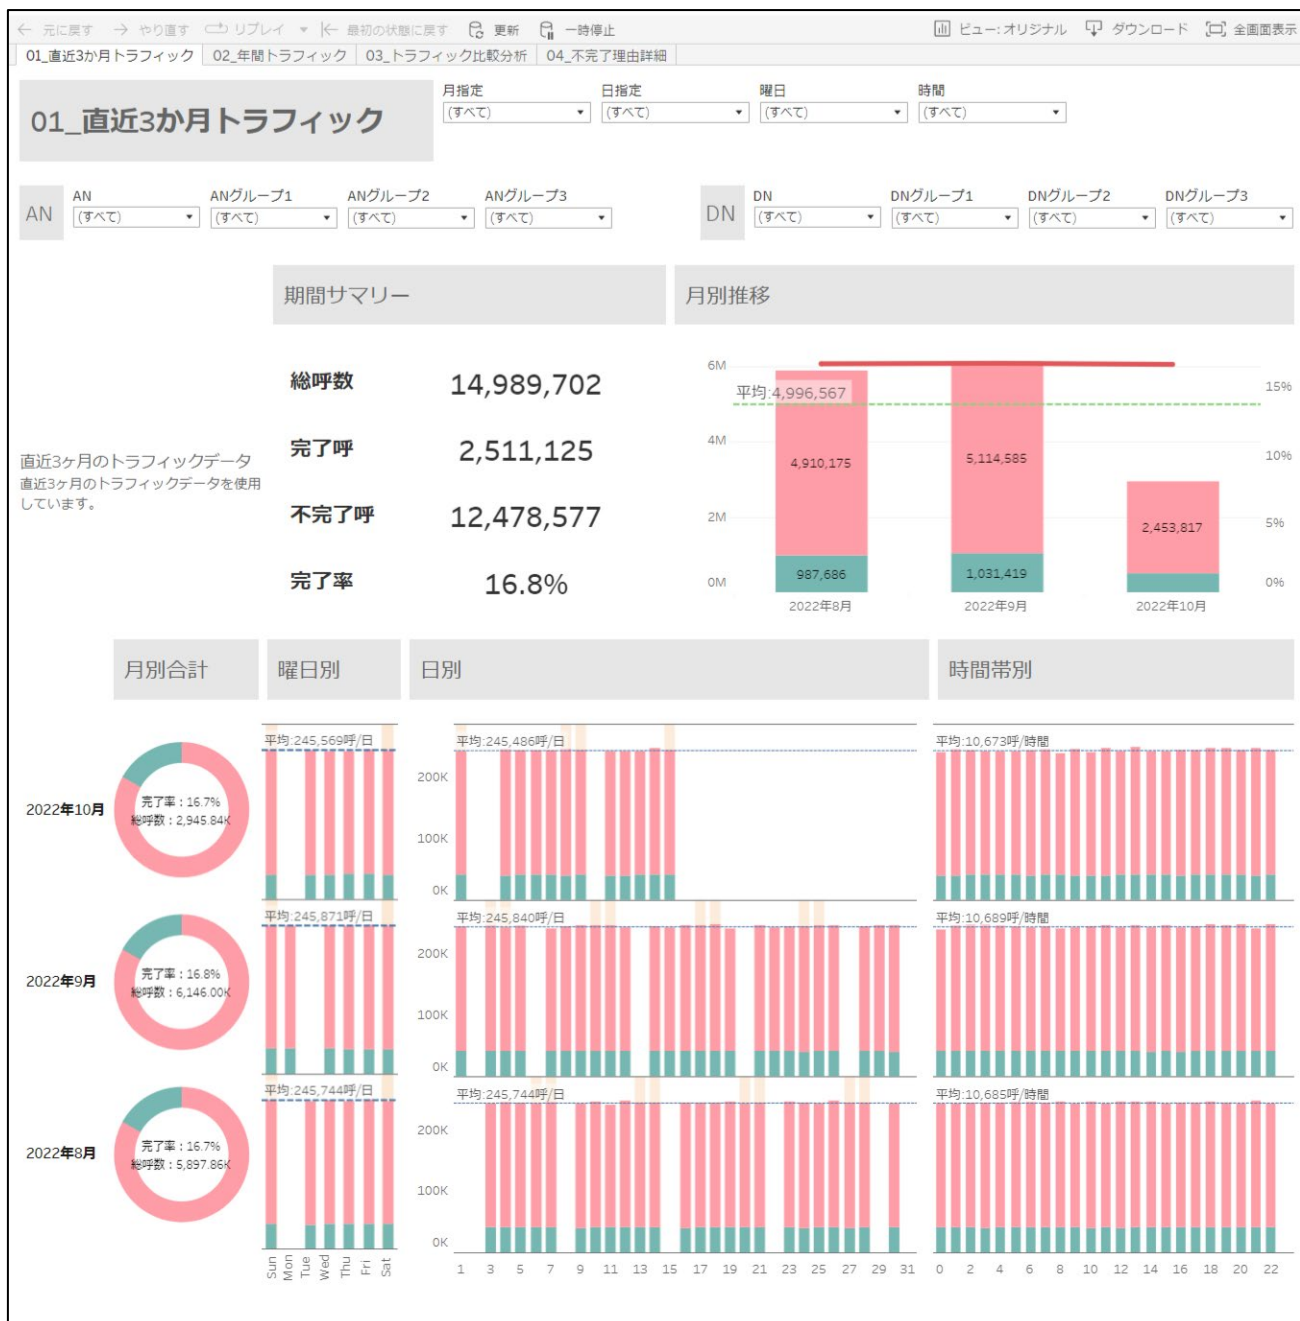 元に戻す やり直す リプレイ 最初の状態に戻す 更新 一時停止 ビュー: オリジナル ダウンロード 全画面表示
01_直近3か月トラフィック 02_年間トラフィック 03_トラフィック比較分析 04_不完了理由詳細
01_直近3か月トラフィック
月指定 日指定 曜日 時間
(すべて) (すべて) (すべて) (すべて)
AN
AN ANグループ1 ANグループ2 ANグループ3
(すべて) (すべて) (すべて) (すべて)
DN
DN DNグループ1 DNグループ2 DNグループ3
(すべて) (すべて) (すべて) (すべて)
直近3ヶ月のトラフィックデータ
直近3ヶ月のトラフィックデータを使用
しています。
期間サマリー
総呼数 14,989,702
完了呼 2,511,125
不完了呼 12,478,577
完了率 16.8%
月別推移
6M
4M
2M
0M
平均:4,996,567
4,910,175 5,114,585 2,453,817
987,686 1,031,419
15%
10%
5%
0%
2022年8月 2022年9月 2022年10月
月別合計 曜日別 日別 時間帯別
2022年10月
完了率：16.7%
総呼数：2,945.84K
平均:245,569呼/日
平均:245,486呼/日
200K
100K
0K
平均:10,673呼/時間
2022年9月
完了率：16.8%
総呼数：6,146.00K
平均:245,871呼/日
平均:245,840呼/日
200K
100K
0K
平均:10,689呼/時間
2022年8月
完了率：16.7%
総呼数：5,897.86K
平均:245,744呼/日
平均:245,744呼/日
200K
100K
0K
平均:10,685呼/時間
Sun Mon Tue Wed Thu Fri Sat
1 3 5 7 9 11 13 15 17 19 21 23 25 27 29 31
0 2 4 6 8 10 12 14 16 18 20 22